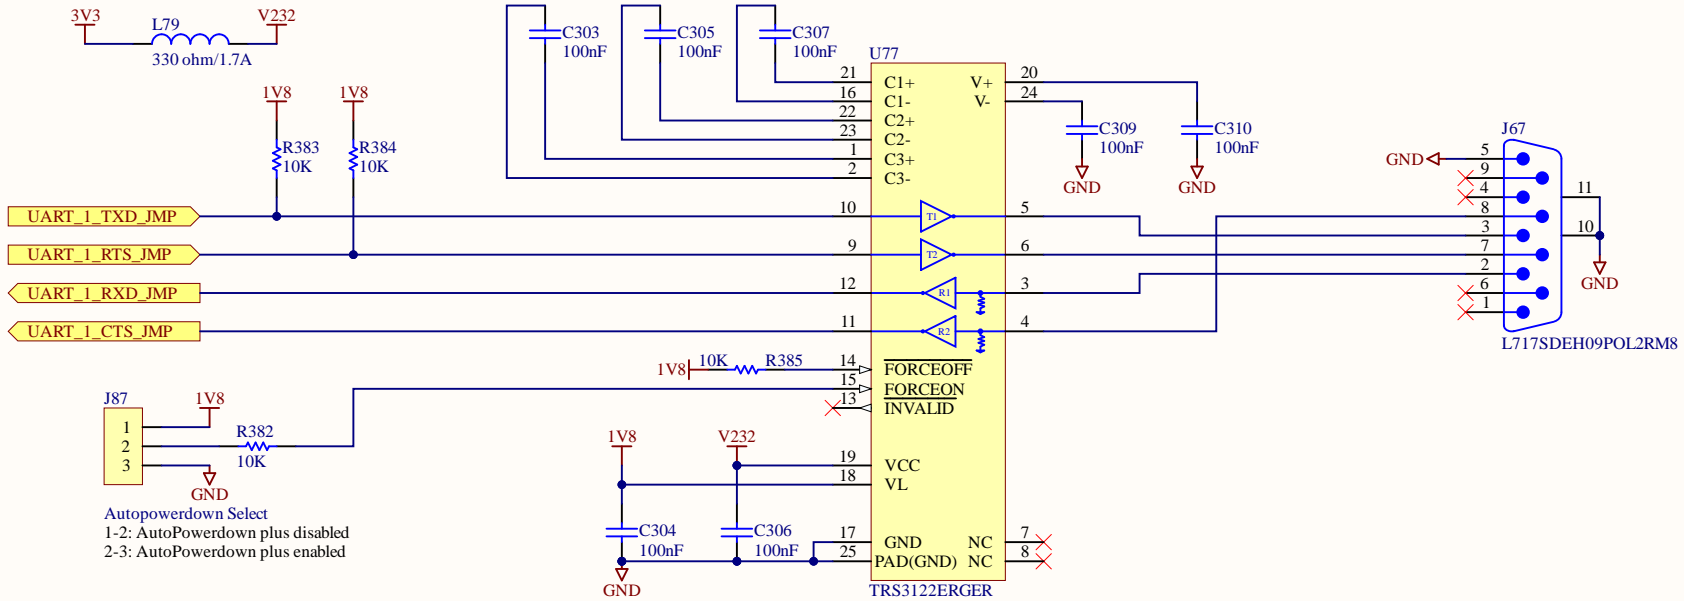 3V3
L79
V232
330 ohm/1.7A
C303
100nF
C305
100nF
C307
100nF
U77
21
16
22
23
1
2
C1+
C1-
C2+
C2-
C3+
C3-
V+
V-
20
24
C309
100nF
C310
100nF
GND
GND
1V8
1V8
R383
10K
R384
10K
UART_1_TXD_JMP
UART_1_RTS_JMP
UART_1_RXD_JMP
UART_1_CTS_JMP
10
9
12
11
T1
T2
R1
R2
5
6
3
4
J67
GND
5
9
4
8
3
7
2
6
1
11
10
GND
L717SDEH09POL2RM8
1V8
10K
R385
14
15
13
FORCEOFF
FORCEON
INVALID
J87
1V8
1
2
3
R382
10K
GND
Autopowerdown Select
1-2: AutoPowerdown plus disabled
2-3: AutoPowerdown plus enabled
1V8
V232
19
18
VCC
VL
C304
100nF
C306
100nF
GND
17
25
GND
PAD(GND)
NC
NC
7
8
TRS3122ERGER